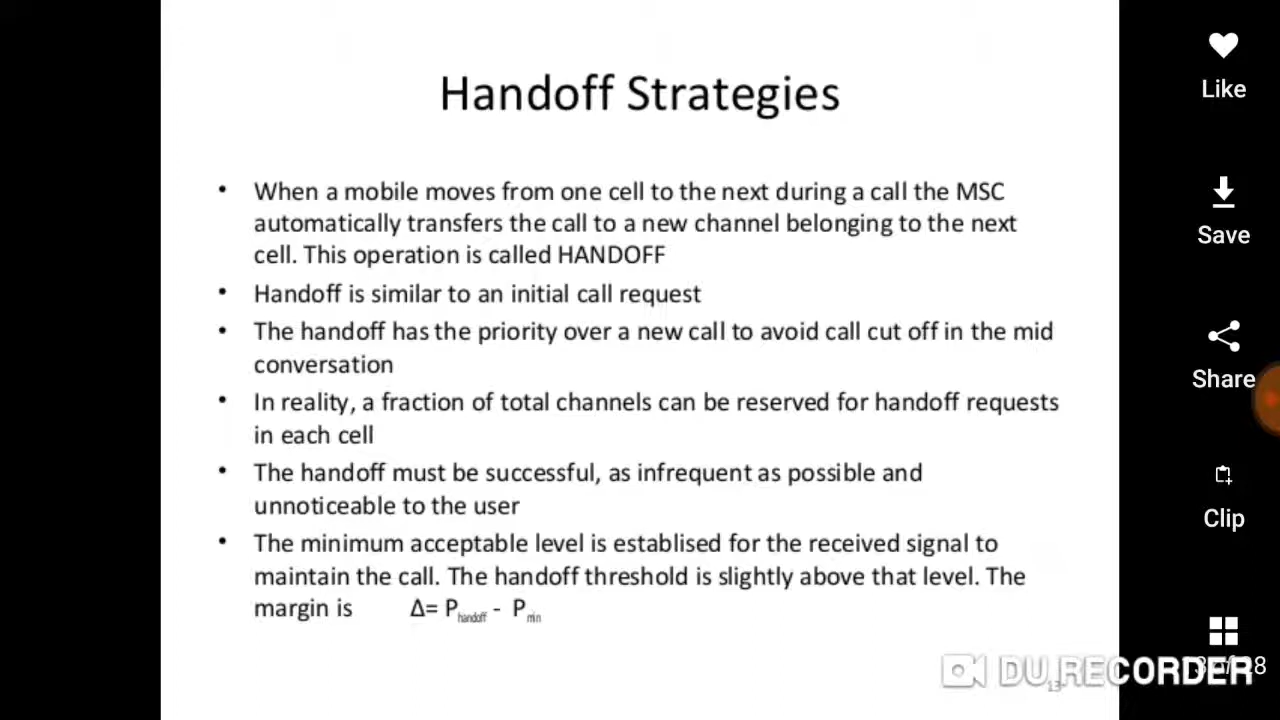 Handoff Strategies
• When a mobile moves from one cell to the next during a call the MSC
automatically transfers the call to a new channel belonging to the next
cell. This operation is called HANDOFF
• Handoff is similar to an initial call request
• The handoff has the priority over a new call to avoid call cut off in the mid
conversation
• In reality, a fraction of total channels can be reserved for handoff requests
in each cell
• The handoff must be successful, as infrequent as possible and
unnoticeable to the user
• The minimum acceptable level is establised for the received signal to
maintain the call. The handoff threshold is slightly above that level. The
margin is Δ= Phandoff - Pmin
13
Like
Save
Share
Clip
DU RECORDER